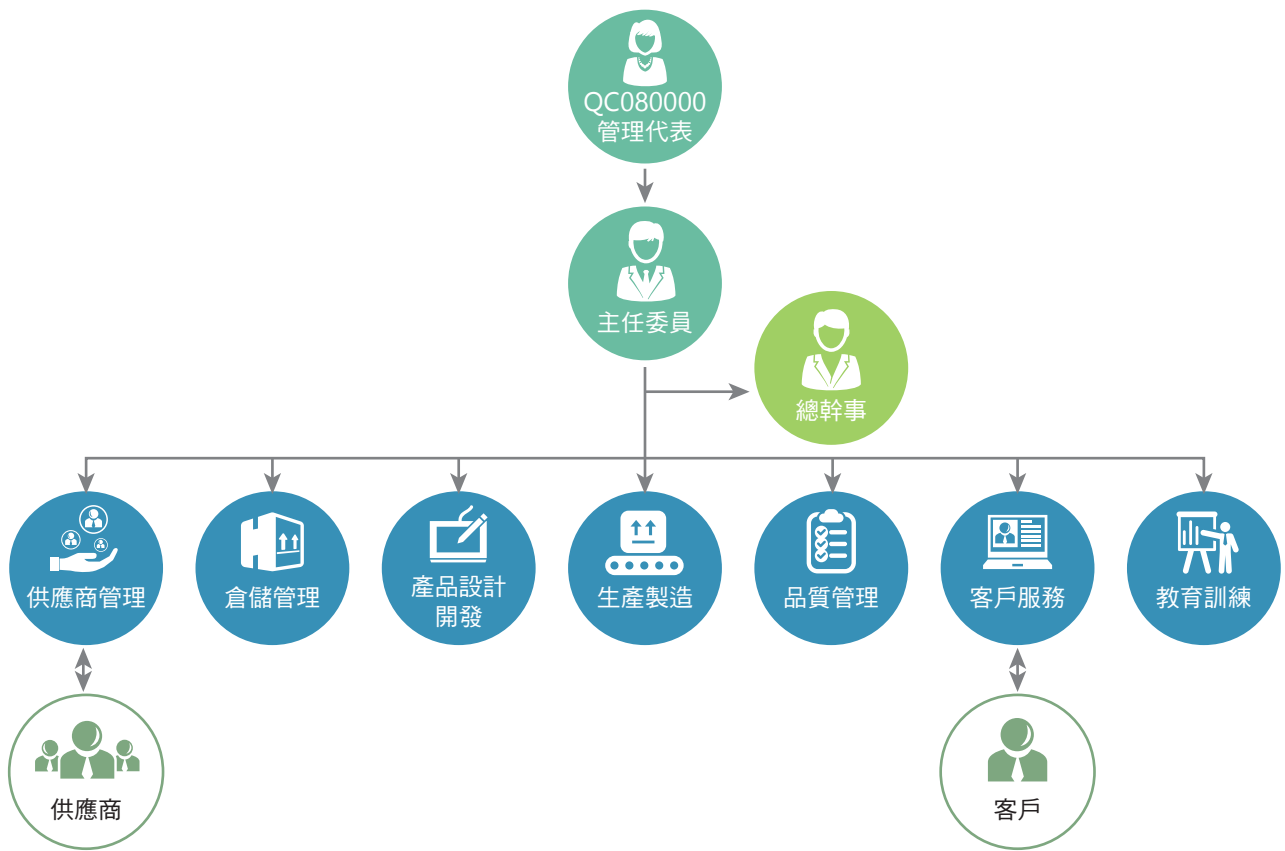 QC080000
管理代表
主任委員
總幹事
供應商管理
倉儲管理
產品設計
開發
生產製造
品質管理
客戶服務
教育訓練
供應商
客戶